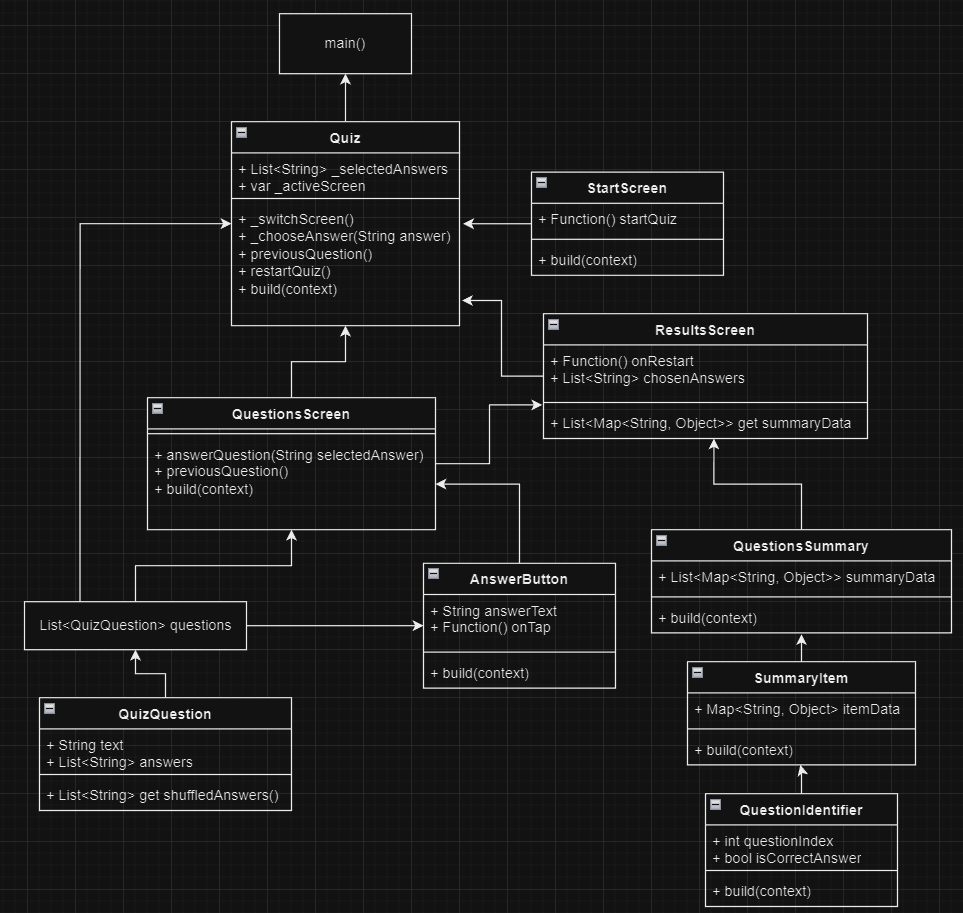 main()
Quiz
+ List<String> _selectedAnswers
+ var _activeScreen
+ _switchScreen()
+ _chooseAnswer(String answer)
+ previousQuestion()
+ restartQuiz()
+ build(context)
StartScreen
+ Function() startQuiz
+ build(context)
ResultsScreen
+ Function() onRestart
+ List<String> chosenAnswers
+ List<Map<String, Object>> get summaryData
QuestionsScreen
+ answerQuestion(String selectedAnswer)
+ previousQuestion()
+ build(context)
QuestionsSummary
+ List<Map<String, Object>> summaryData
+ build(context)
AnswerButton
+ String answerText
+ Function() onTap
+ build(context)
List<QuizQuestion> questions
SummaryItem
+ Map<String, Object> itemData
+ build(context)
QuizQuestion
+ String text
+ List<String> answers
+ List<String> get shuffledAnswers()
QuestionIdentifier
+ int questionIndex
+ bool isCorrectAnswer
+ build(context)